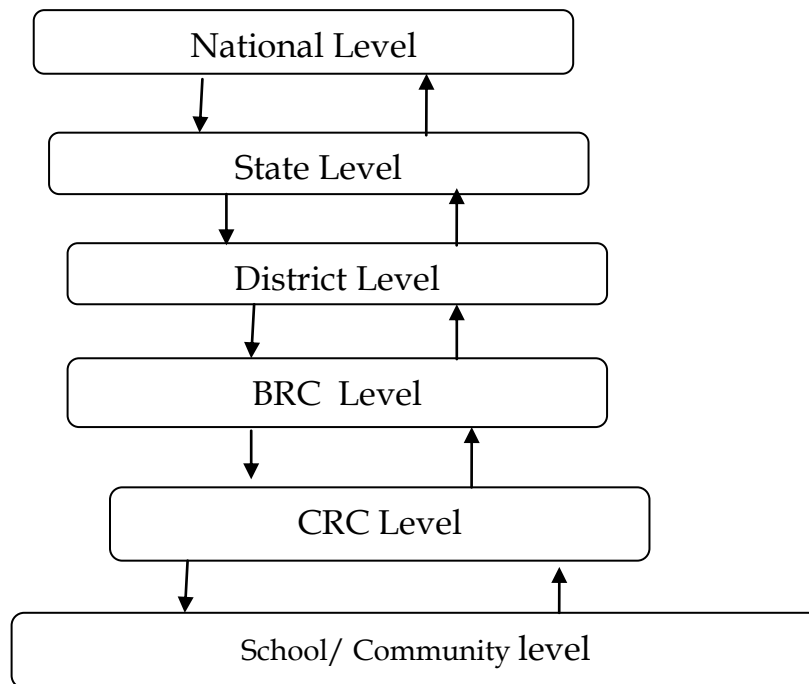 National Level
State Level
District Level
BRC Level
CRC Level
School/ Community level